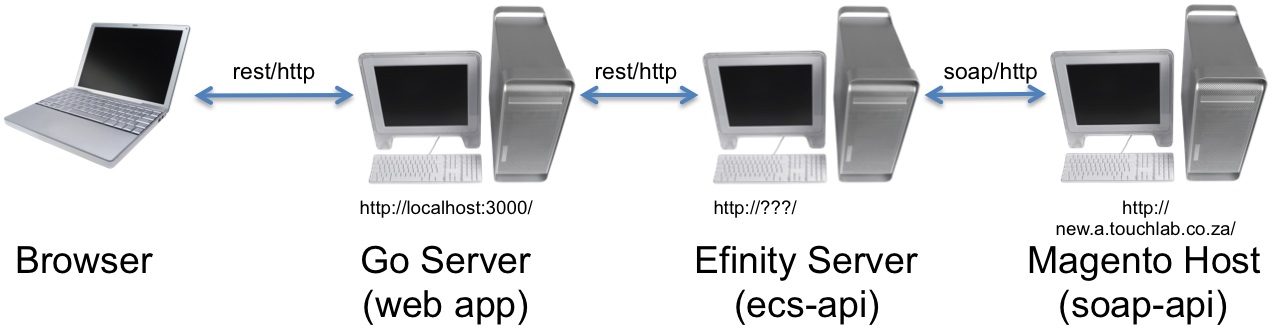 rest/http
rest/http
soap/http
http://localhost:3000/
http://???/
http://
new.a.touchlab.co.za/
Browser
Go Server
(web app)
Efinity Server
(ecs-api)
Magento Host
(soap-api)